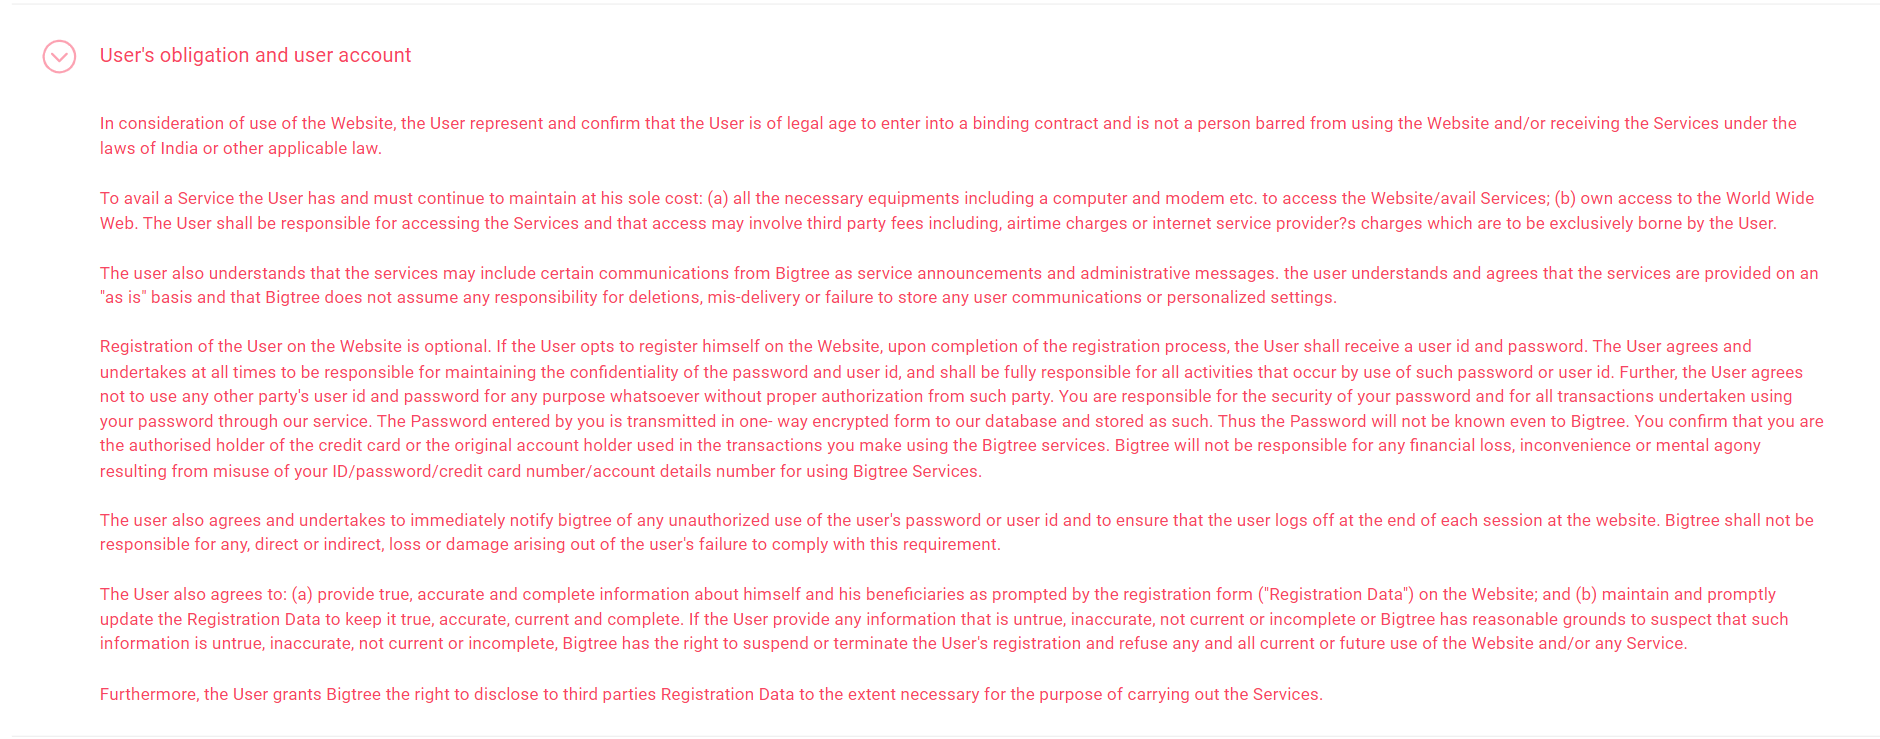 User's obligation and user account
In consideration of use of the Website, the User represent and confirm that the User is of legal age to enter into a binding contract and is not a person barred from using the Website and/or receiving the Services under the
laws of India or other applicable law.
To avail a Service the User has and must continue to maintain at his sole cost: (a) all the necessary equipments including a computer and modem etc. to access the Website/avail Services; (b) own access to the World Wide
Web. The User shall be responsible for accessing the Services and that access may involve third party fees including, airtime charges or internet service provider?s charges which are to be exclusively borne by the User.
The user also understands that the services may include certain communications from Bigtree as service announcements and administrative messages. the user understands and agrees that the services are provided on an
"as is" basis and that Bigtree does not assume any responsibility for deletions, mis-delivery or failure to store any user communications or personalized settings.
Registration of the User on the Website is optional. If the User opts to register himself on the Website, upon completion of the registration process, the User shall receive a user id and password. The User agrees and
undertakes at all times to be responsible for maintaining the confidentiality of the password and user id, and shall be fully responsible for all activities that occur by use of such password or user id. Further, the User agrees
not to use any other party's user id and password for any purpose whatsoever without proper authorization from such party. You are responsible for the security of your password and for all transactions undertaken using
your password through our service. The Password entered by you is transmitted in one- way encrypted form to our database and stored as such. Thus the Password will not be known even to Bigtree. You confirm that you are
the authorised holder of the credit card or the original account holder used in the transactions you make using the Bigtree services. Bigtree will not be responsible for any financial loss, inconvenience or mental agony
resulting from misuse of your ID/password/credit card number/account details number for using Bigtree Services.
The user also agrees and undertakes to immediately notify bigtree of any unauthorized use of the user's password or user id and to ensure that the user logs off at the end of each session at the website. Bigtree shall not be
responsible for any, direct or indirect, loss or damage arising out of the user's failure to comply with this requirement.
The User also agrees to: (a) provide true, accurate and complete information about himself and his beneficiaries as prompted by the registration form ("Registration Data") on the Website; and (b) maintain and promptly
update the Registration Data to keep it true, accurate, current and complete. If the User provide any information that is untrue, inaccurate, not current or incomplete or Bigtree has reasonable grounds to suspect that such
information is untrue, inaccurate, not current or incomplete, Bigtree has the right to suspend or terminate the User's registration and refuse any and all current or future use of the Website and/or any Service.
Furthermore, the User grants Bigtree the right to disclose to third parties Registration Data to the extent necessary for the purpose of carrying out the Services.